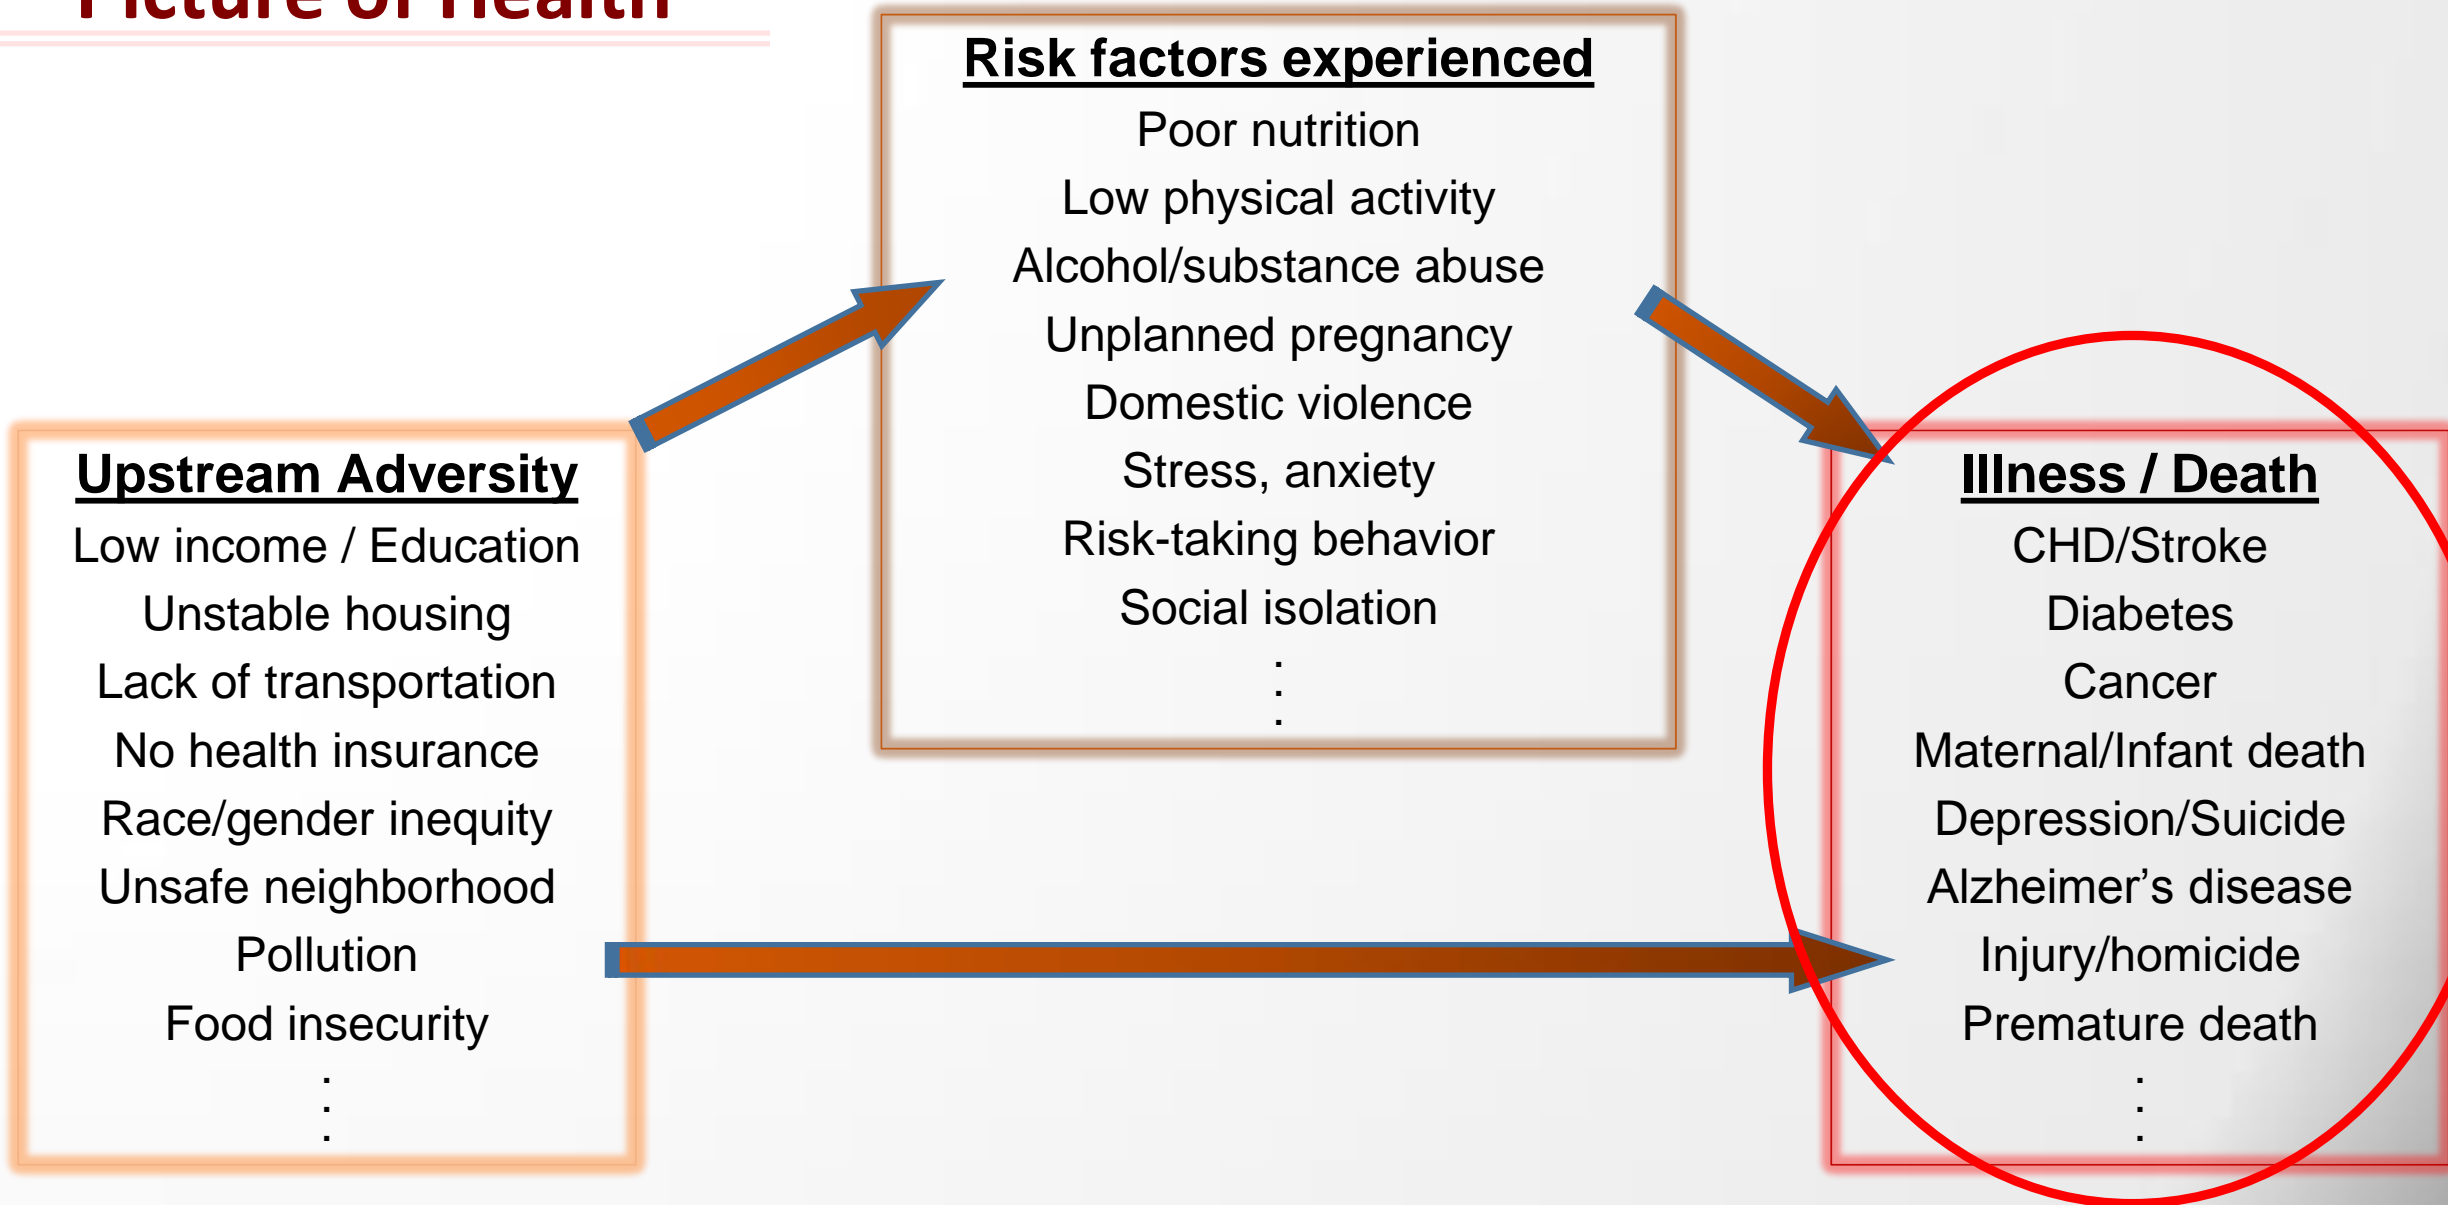 Picture of Health
Risk factors experienced
Poor nutrition
Low physical activity
Alcohol/substance abuse
Unplanned pregnancy
Domestic violence
Stress, anxiety
Risk-taking behavior
Social isolation
.
.
.
Upstream Adversity
Low income / Education
Unstable housing
Lack of transportation
No health insurance
Race/gender inequity
Unsafe neighborhood
Pollution
Food insecurity
.
.
.
Illness / Death
CHD/Stroke
Diabetes
Cancer
Maternal/Infant death
Depression/Suicide
Alzheimer’s disease
Injury/homicide
Premature death
.
.
.